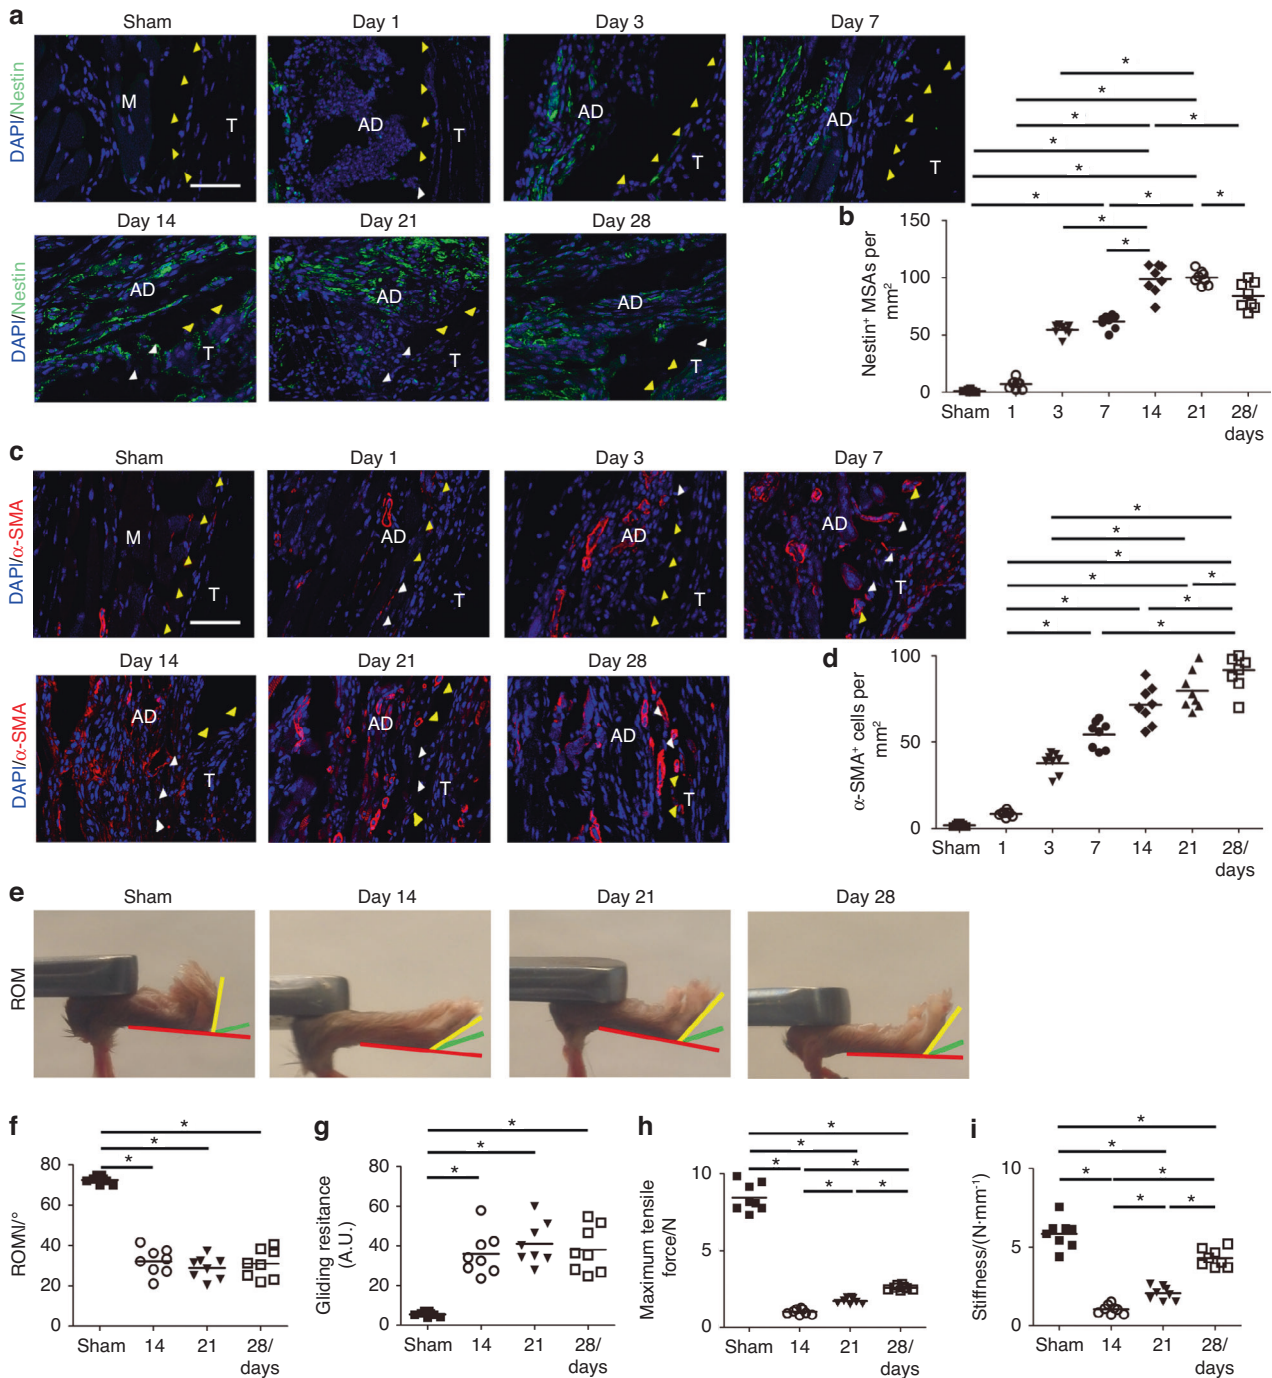 a
Sham
Day 1
Day 3
Day 7
DAPI/Nestin
M
T
AD
T
AD
T
AD
T
Day 14
Day 21
Day 28
DAPI/Nestin
AD
T
AD
T
AD
T
b
* * * * * * * * * * *
Nestin⁺ MSAs per
mm²
150
100
50
0
Sham 1 3 7 14 21 28/
days
c
Sham
Day 1
Day 3
Day 7
DAPI/α-SMA
M
T
AD
T
AD
T
AD
T
Day 14
Day 21
Day 28
DAPI/α-SMA
AD
T
AD
T
AD
T
d
* * * * * * * * *
α-SMA⁺ cells per
mm²
100
50
0
Sham 1 3 7 14 21 28/
days
e
Sham
Day 14
Day 21
Day 28
ROM
f
* * *
ROM\/°
80
60
40
20
0
Sham 14 21 28/
days
g
* * *
Gliding resitance
(A.U.)
80
60
40
20
0
Sham 14 21 28/
days
h
* * * * * *
Maximum tensile
force/N
10
5
0
Sham 14 21 28/
days
i
* * * * * *
Stiffness/(N·mm⁻¹)
10
5
0
Sham 14 21 28/
days